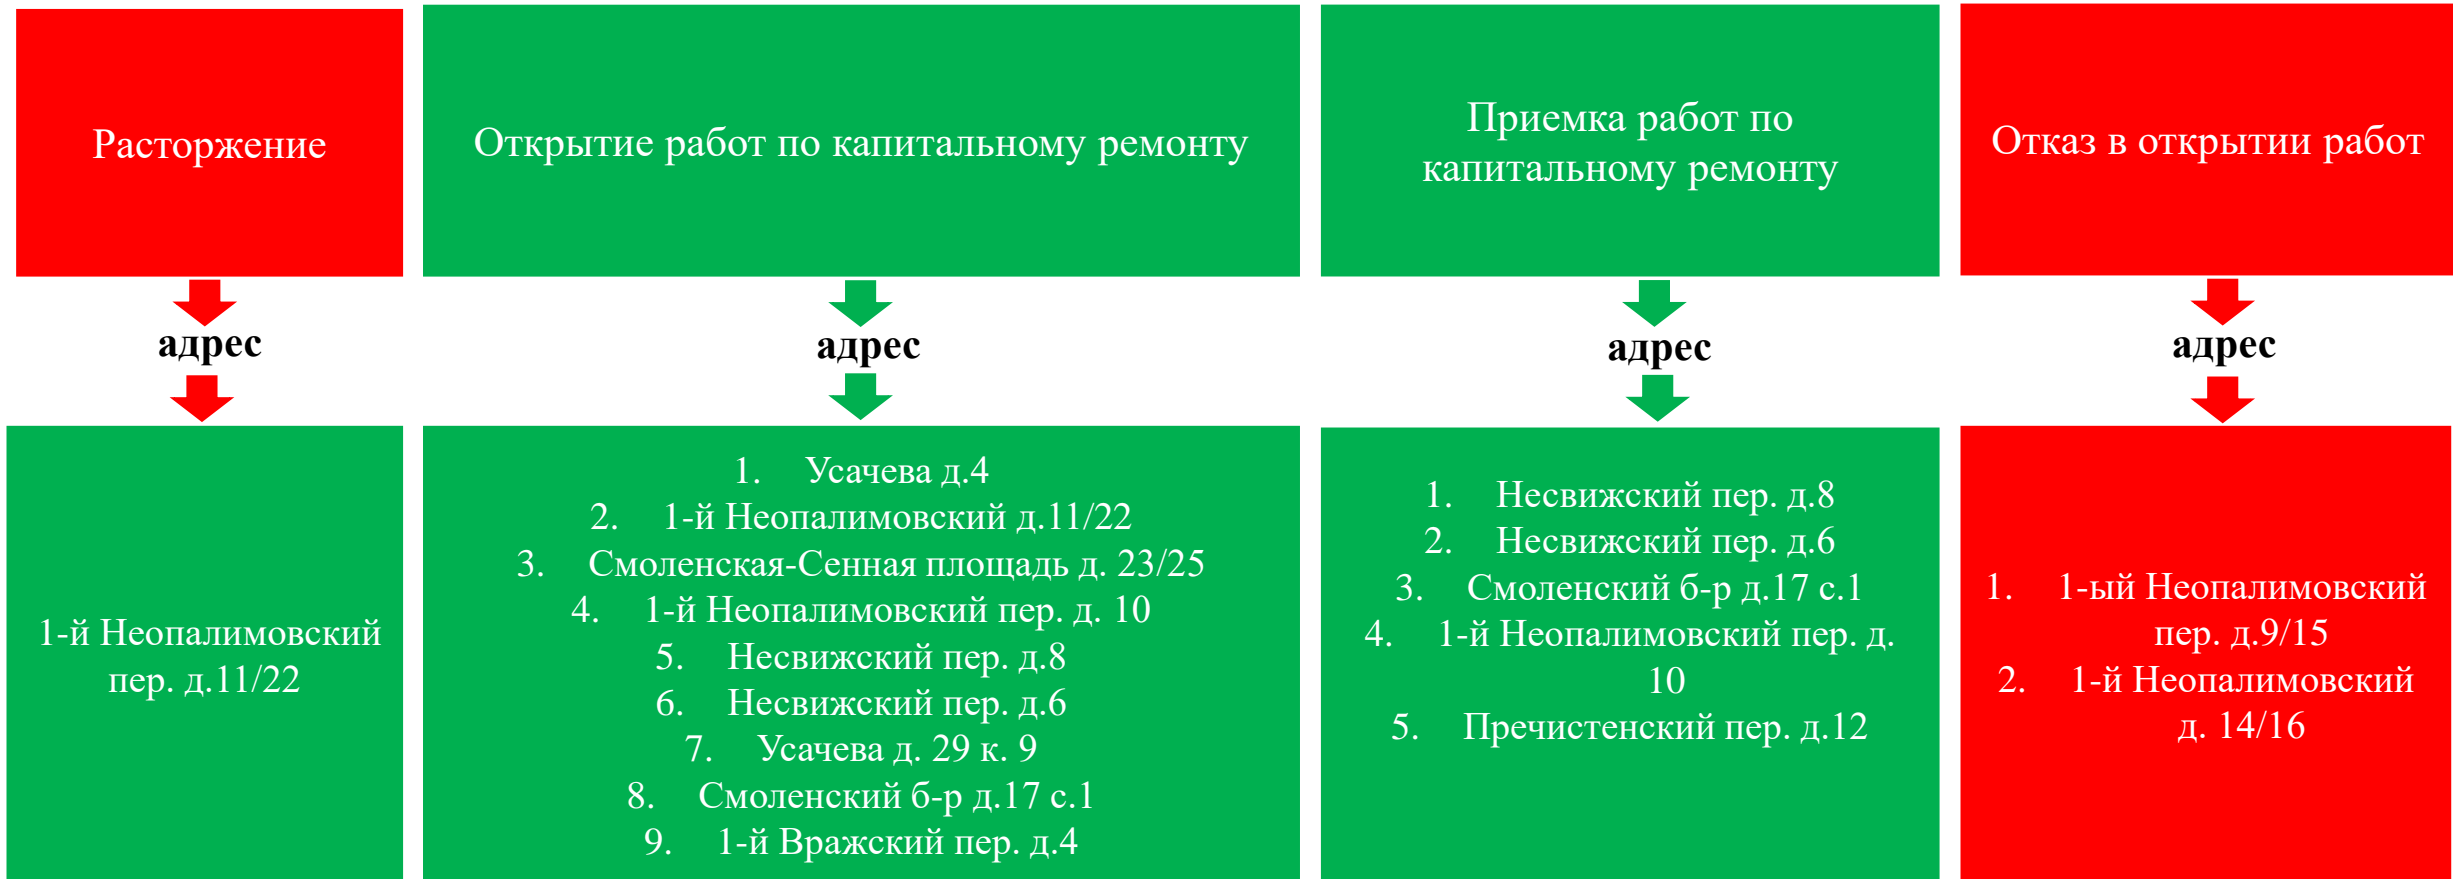 Расторжение
Открытие работ по капитальному ремонту
Приемка работ по
капитальному ремонту
Отказ в открытии работ
адрес
адрес
адрес
адрес
1-й Неопалимовский
пер. д.11/22
1. Усачева д.4
2. 1-й Неопалимовский д.11/22
3. Смоленская-Сенная площадь д. 23/25
4. 1-й Неопалимовский пер. д. 10
5. Несвижский пер. д.8
6. Несвижский пер. д.6
7. Усачева д. 29 к. 9
8. Смоленский б-р д.17 с.1
9. 1-й Вражский пер. д.4
1. Несвижский пер. д.8
2. Несвижский пер. д.6
3. Смоленский б-р д.17 с.1
4. 1-й Неопалимовский пер. д.
10
5. Пречистенский пер. д.12
1. 1-ый Неопалимовский
пер. д.9/15
2. 1-й Неопалимовский
д. 14/16